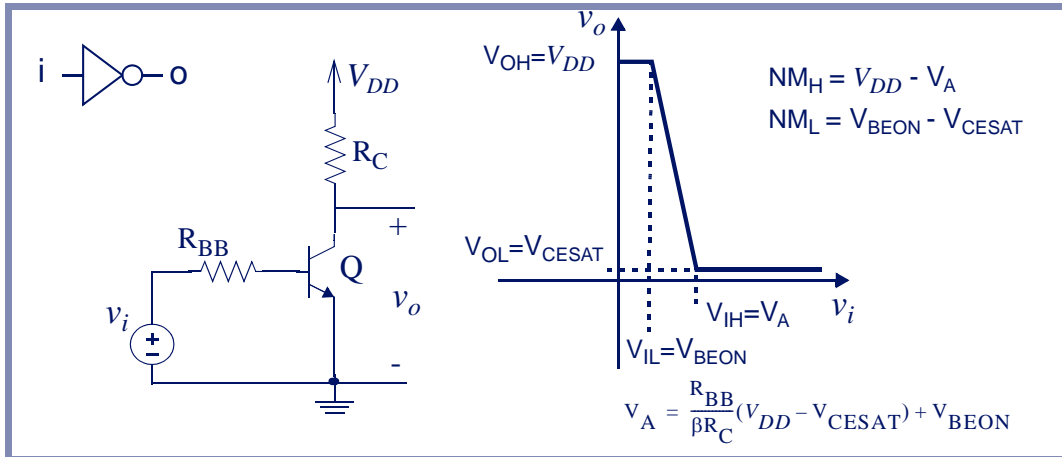 i
o
V_DD
R_C
R_BB
Q
+
v_o
-
v_i
+
-
v_o
V_OH=V_DD
V_OL=V_CESAT
V_IH=V_A
V_IL=V_BEON
v_i
NM_H = V_DD - V_A
NM_L = V_BEON - V_CESAT
V_A = R_BB/βR_C (V_DD – V_CESAT) + V_BEON